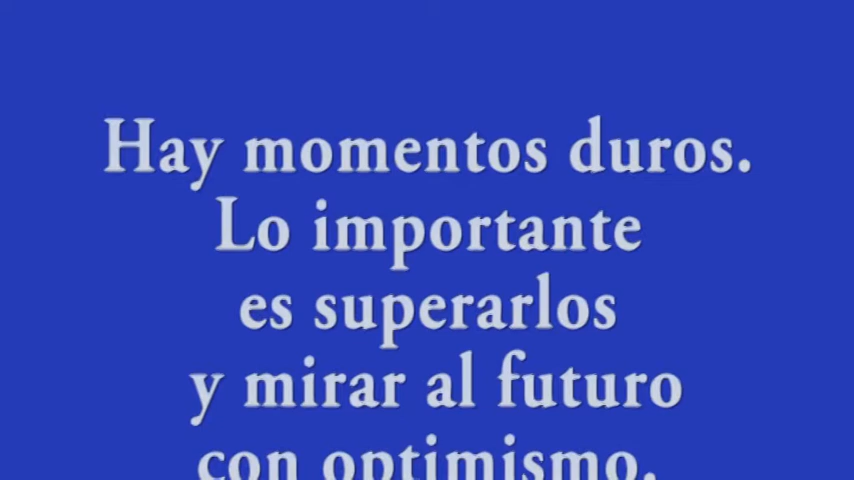 Hay momentos duros.
Lo importante
es superarlos
y mirar al futuro
con optimismo.